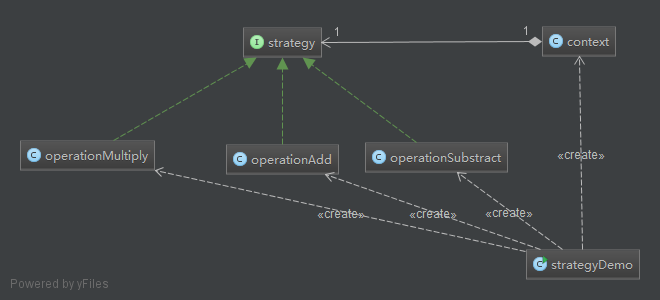 1
1
I strategy
C context
C operationMultiply
C operationAdd
C operationSubstract
«create»
«create»
«create»
«create»
C strategyDemo
Powered by yFiles